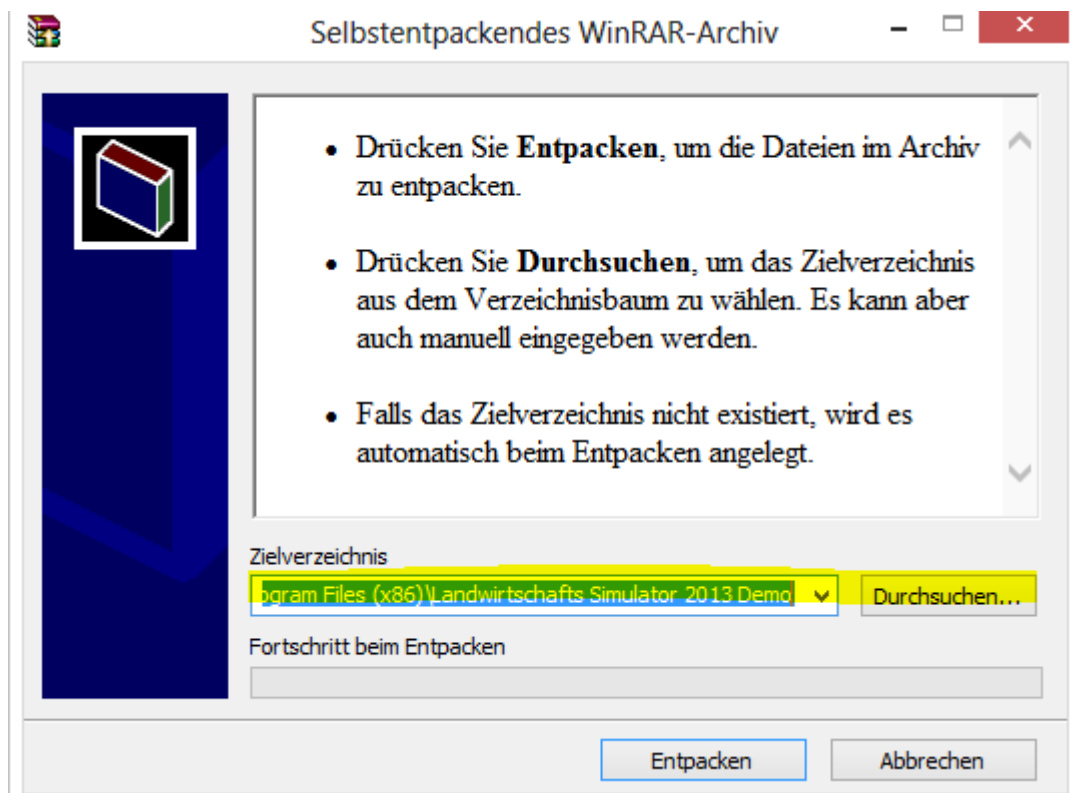 Selbstentpackendes WinRAR-Archiv
• Drücken Sie Entpacken, um die Dateien im Archiv
zu entpacken.
• Drücken Sie Durchsuchen, um das Zielverzeichnis
aus dem Verzeichnisbaum zu wählen. Es kann aber
auch manuell eingegeben werden.
• Falls das Zielverzeichnis nicht existiert, wird es
automatisch beim Entpacken angelegt.
Zielverzeichnis
ogram Files (x86)\Landwirtschafts Simulator 2013 Demo
Durchsuchen...
Fortschritt beim Entpacken
Entpacken
Abbrechen